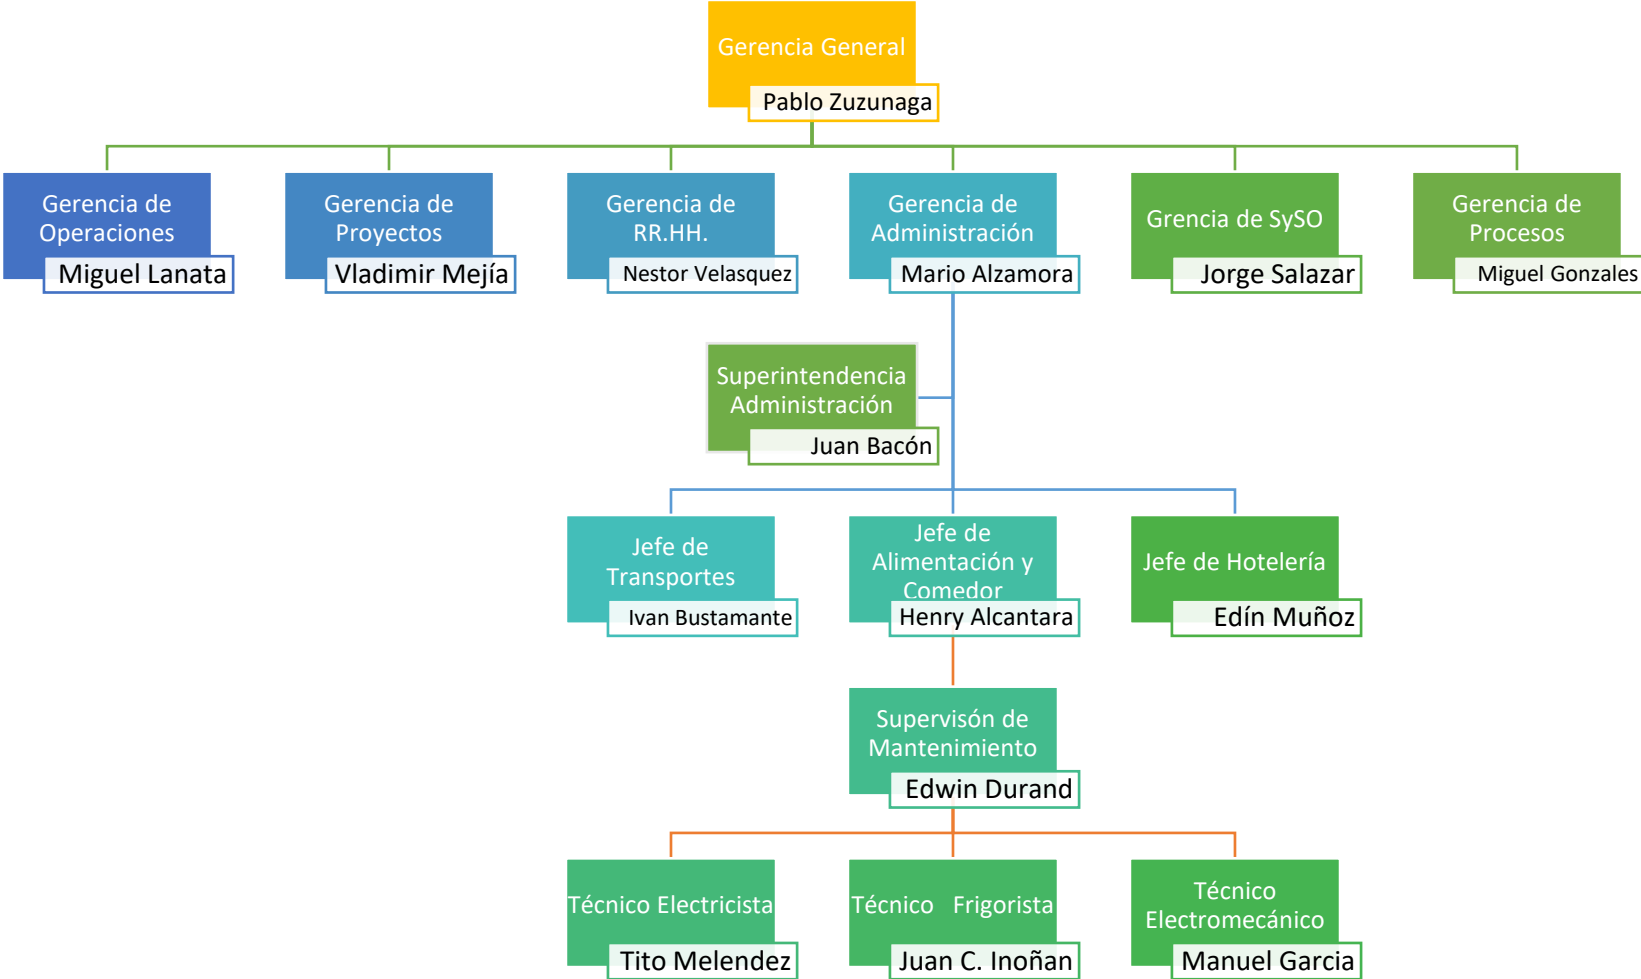 Gerencia General
Pablo Zuzunaga
Gerencia de
Operaciones
Miguel Lanata
Gerencia de
Proyectos
Vladimir Mejía
Gerencia de
RR.HH.
Nestor Velasquez
Gerencia de
Administración
Mario Alzamora
Grencia de SySO
Jorge Salazar
Gerencia de
Procesos
Miguel Gonzales
Superintendencia
Administración
Juan Bacón
Jefe de
Transportes
Ivan Bustamante
Jefe de
Alimentación y
Comedor
Henry Alcantara
Jefe de Hotelería
Edín Muñoz
Supervisón de
Mantenimiento
Edwin Durand
Técnico Electricista
Tito Melendez
Técnico Frigorista
Juan C. Inoñan
Técnico
Electromecánico
Manuel Garcia